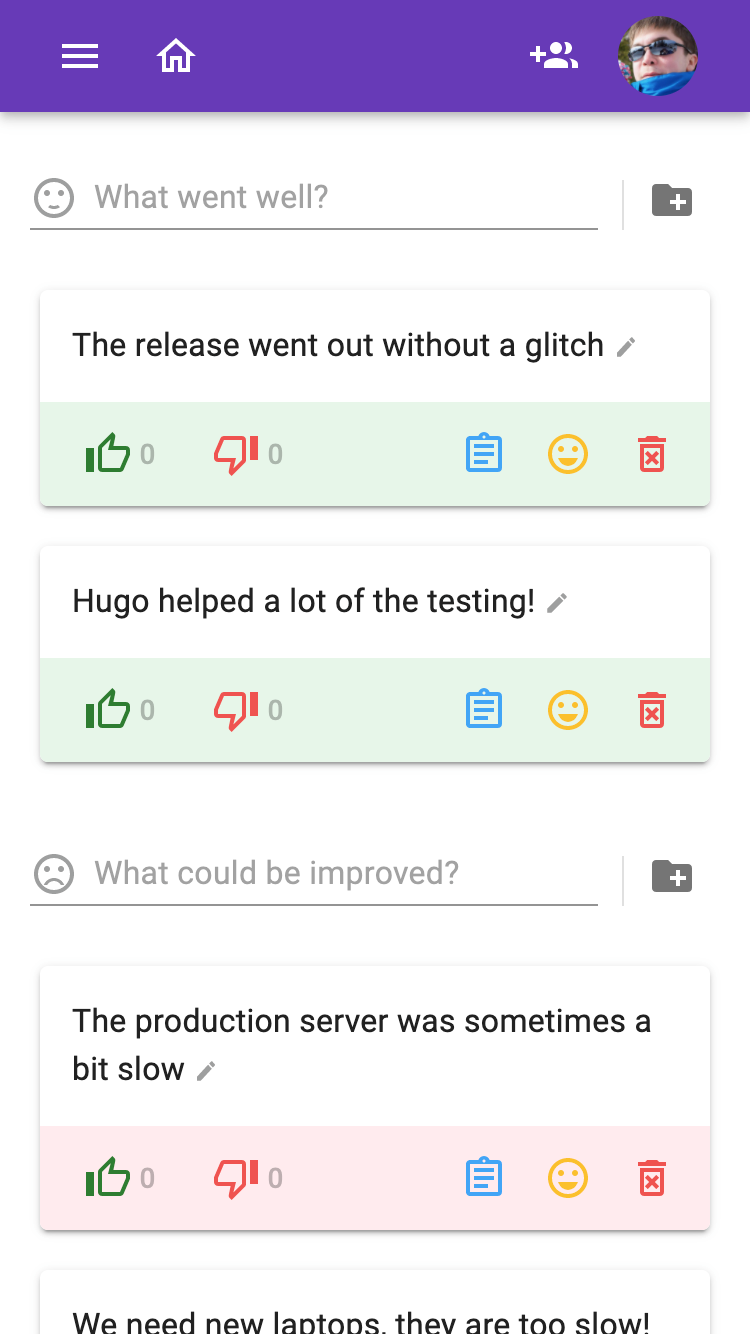 What went well?
The release went out without a glitch
0 0
Hugo helped a lot of the testing!
0 0
What could be improved?
The production server was sometimes a
bit slow
0 0
We need new laptops, they are too slow!